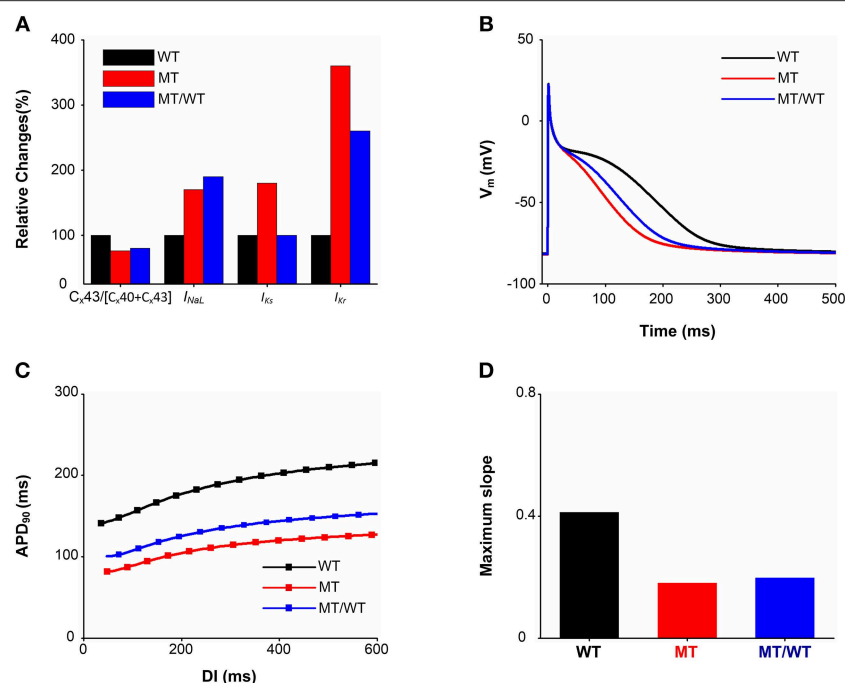 A
400
300
200
100
0
Relative Changes(%)
WT
MT
MT/WT
Cx43/[Cx40+Cx43]
INaL
IKs
IKr
B
50
0
-50
-100
Vm (mV)
WT
MT
MT/WT
0 100 200 300 400 500
Time (ms)
C
300
200
100
0
APD90 (ms)
WT
MT
MT/WT
0 200 400 600
DI (ms)
D
0.8
0.4
0
Maximum slope
WT MT MT/WT